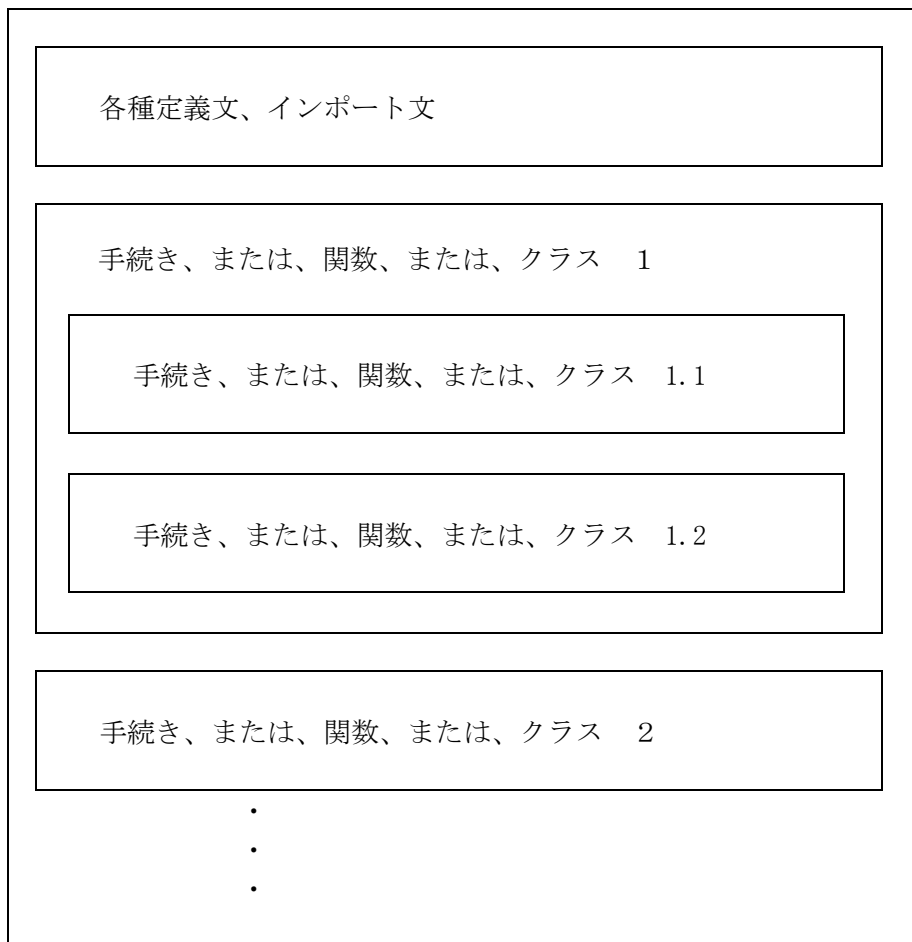 各種定義文、インポート文
手続き、または、関数、または、クラス　１
手続き、または、関数、または、クラス　1.1
手続き、または、関数、または、クラス　1.2
手続き、または、関数、または、クラス　２
・
・
・